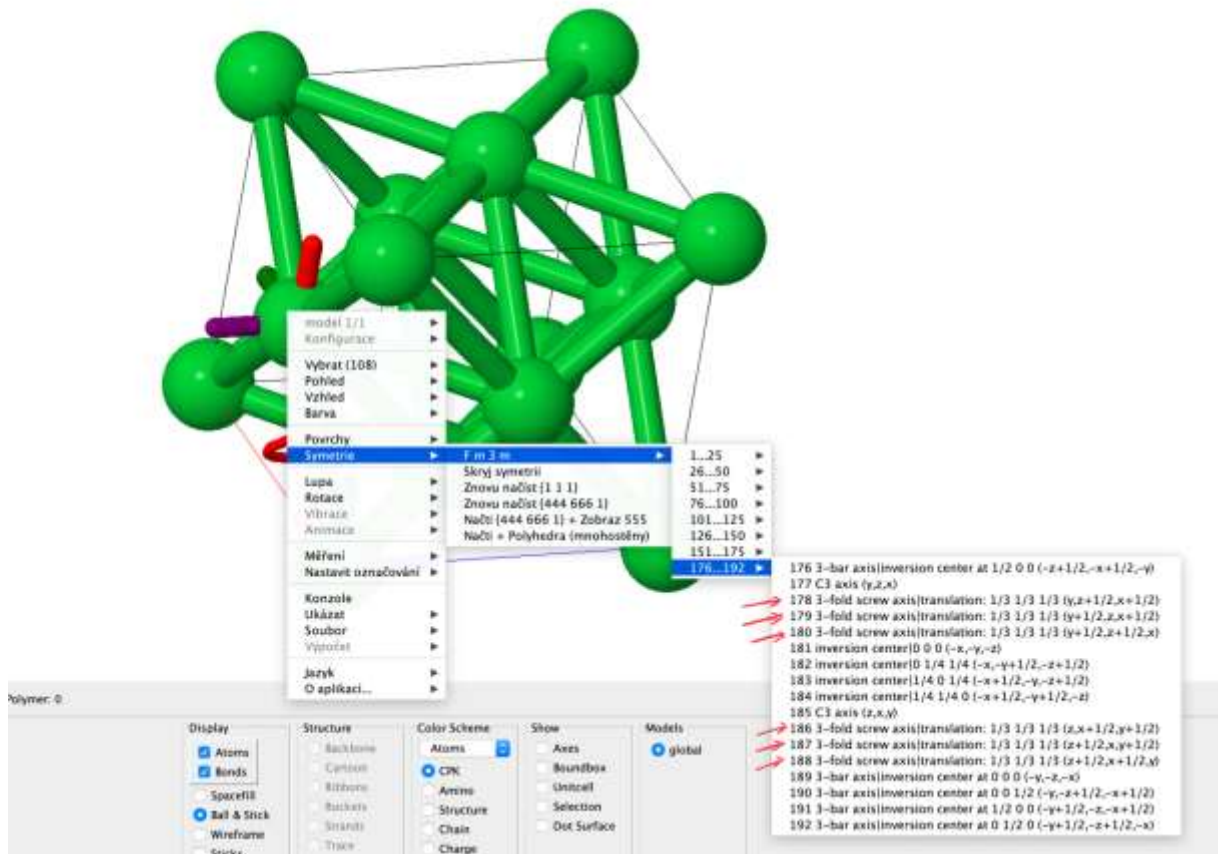 model 1/1
Konfigurace
Vybrat (108)
Pohled
Vzhled
Barva
Povrchy
Symetrie
Lupa
Rotace
Vibrace
Animace
Měření
Nastavit označování
Konzole
Ukázat
Soubor
Výpočet
Jazyk
O aplikaci...
F m 3 m
Skryj symetrii
Znovu načíst {1 1 1}
Znovu načíst {444 666 1}
Načti {444 666 1} + Zobraz 555
Načti + Polyhedra (mnohostěny)
1...25
26...50
51...75
76...100
101...125
126...150
151...175
176...192
176 3-bar axis|inversion center at 1/2 0 0 (-z+1/2,-x+1/2,-y)
177 C3 axis (y,z,x)
178 3-fold screw axis|translation: 1/3 1/3 1/3 (y,z+1/2,x+1/2)
179 3-fold screw axis|translation: 1/3 1/3 1/3 (y+1/2,z,x+1/2)
180 3-fold screw axis|translation: 1/3 1/3 1/3 (y+1/2,z+1/2,x)
181 inversion center|0 0 0 (-x,-y,-z)
182 inversion center|0 1/4 1/4 (-x,-y+1/2,-z+1/2)
183 inversion center|1/4 0 1/4 (-x+1/2,-y,-z+1/2)
184 inversion center|1/4 1/4 0 (-x+1/2,-y+1/2,-z)
185 C3 axis (z,x,y)
186 3-fold screw axis|translation: 1/3 1/3 1/3 (z,x+1/2,y+1/2)
187 3-fold screw axis|translation: 1/3 1/3 1/3 (z+1/2,x,y+1/2)
188 3-fold screw axis|translation: 1/3 1/3 1/3 (z+1/2,x+1/2,y)
189 3-bar axis|inversion center at 0 0 0 (-y,-z,-x)
190 3-bar axis|inversion center at 0 0 1/2 (-y,-z+1/2,-x+1/2)
191 3-bar axis|inversion center at 1/2 0 0 (-y+1/2,-z,-x+1/2)
192 3-bar axis|inversion center at 0 1/2 0 (-y+1/2,-z+1/2,-x)
Polymer: 0
Display
Atoms
Bonds
Spacefill
Ball & Stick
Wireframe
Sticks
Structure
Backbone
Cartoon
Ribbons
Rockets
Strands
Trace
Color Scheme
Atoms
CPK
Amino
Structure
Chain
Charge
Show
Axes
Boundbox
Unitcell
Selection
Dot Surface
Models
global